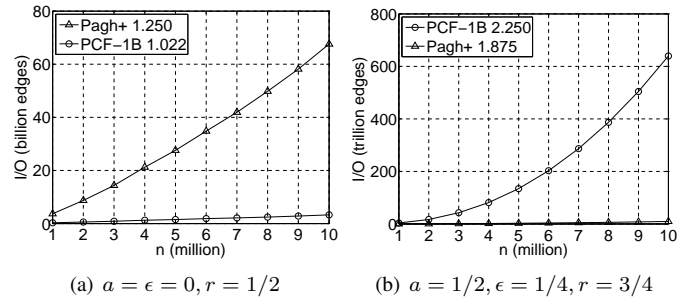 I/O (billion edges)
80
60
40
20
0
Pagh+ 1.250
PCF−1B 1.022
1 2 3 4 5 6 7 8 9 10
n (million)
(a) a = ϵ = 0, r = 1/2
I/O (trillion edges)
800
600
400
200
0
PCF−1B 2.250
Pagh+ 1.875
1 2 3 4 5 6 7 8 9 10
n (million)
(b) a = 1/2, ϵ = 1/4, r = 3/4